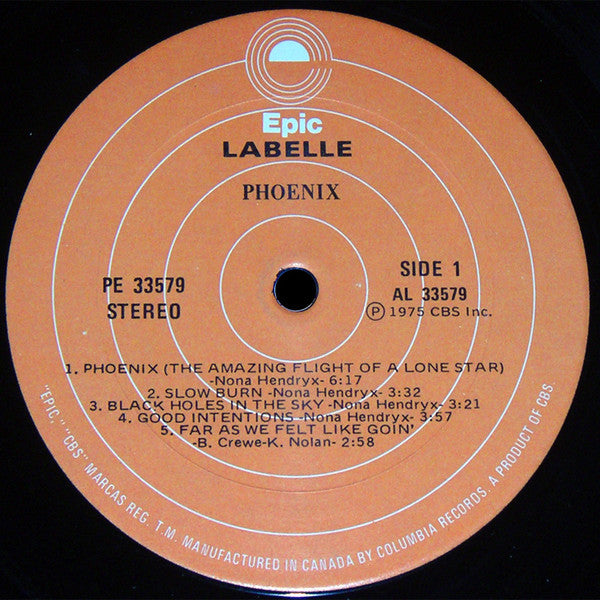 Epic
LABELLE
PHOENIX
PE 33579
STEREO
SIDE 1
AL 33579
Ⓟ 1975 CBS Inc.
1. PHOENIX (THE AMAZING FLIGHT OF A LONE STAR)
-Nona Hendryx- 6:17
2. SLOW BURN -Nona Hendryx- 3:32
3. BLACK HOLES IN THE SKY -Nona Hendryx- 3:21
4. GOOD INTENTIONS -Nona Hendryx- 3:57
5. FAR AS WE FELT LIKE GOIN'
-B. Crewe-K. Nolan- 2:58
"EPIC," "CBS" MARCAS REG. T.M. MANUFACTURED IN CANADA BY COLUMBIA RECORDS. A PRODUCT OF CBS.